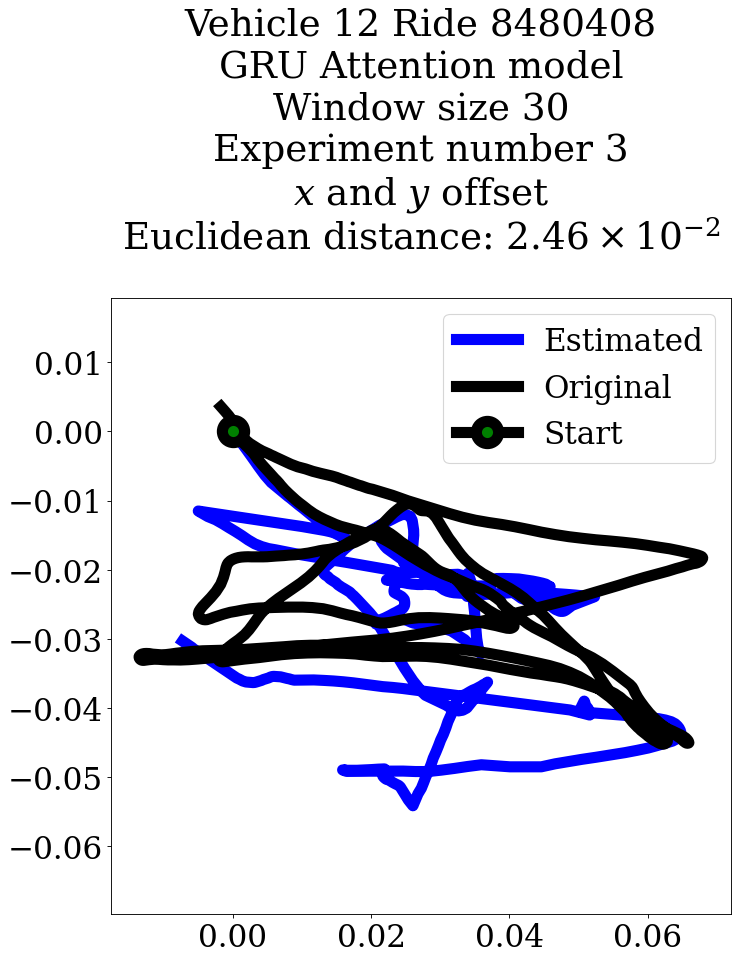 Vehicle 12 Ride 8480408
GRU Attention model
Window size 30
Experiment number 3
x and y offset
Euclidean distance: 2.46 × 10⁻²
Estimated
Original
Start
0.01
0.00
−0.01
−0.02
−0.03
−0.04
−0.05
−0.06
0.00 0.02 0.04 0.06